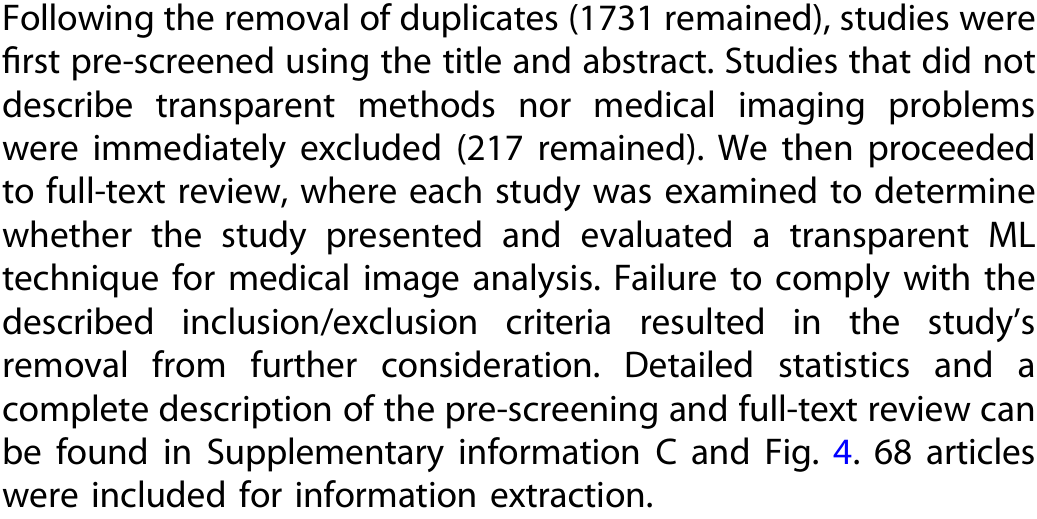 Following the removal of duplicates (1731 remained), studies were
first pre-screened using the title and abstract. Studies that did not
describe transparent methods nor medical imaging problems
were immediately excluded (217 remained). We then proceeded
to full-text review, where each study was examined to determine
whether the study presented and evaluated a transparent ML
technique for medical image analysis. Failure to comply with the
described inclusion/exclusion criteria resulted in the study’s
removal from further consideration. Detailed statistics and a
complete description of the pre-screening and full-text review can
be found in Supplementary information C and Fig. 4. 68 articles
were included for information extraction.